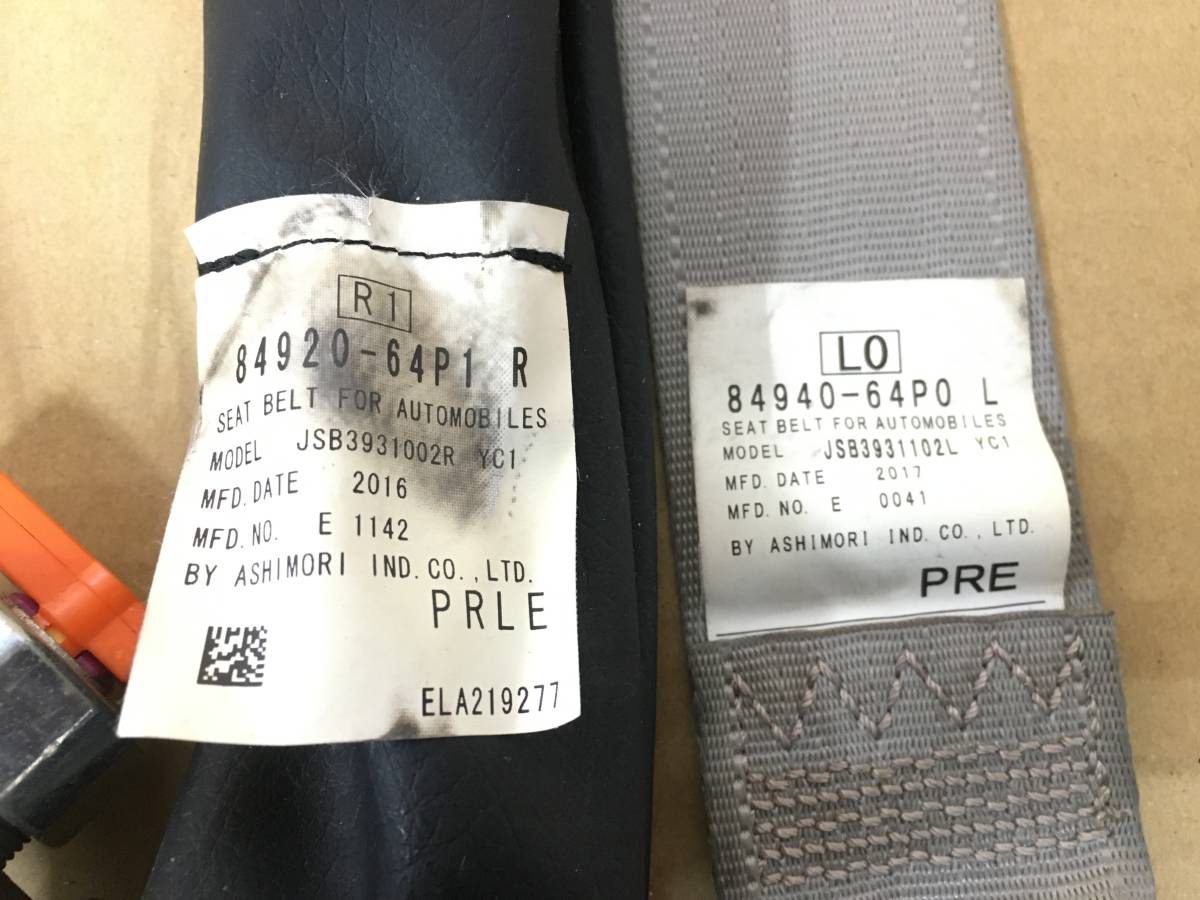 R1
84920-64P1 R
SEAT BELT FOR AUTOMOBILES
MODEL JSB3931002R YC1
MFD. DATE 2016
MFD. NO. E 1142
BY ASHIMORI IND. CO., LTD.
PRLE
ELA219277
L0
84940-64P0 L
SEAT BELT FOR AUTOMOBILES
MODEL JSB3931102L YC1
MFD. DATE 2017
MFD. NO. E 0041
BY ASHIMORI IND. CO., LTD.
PRE